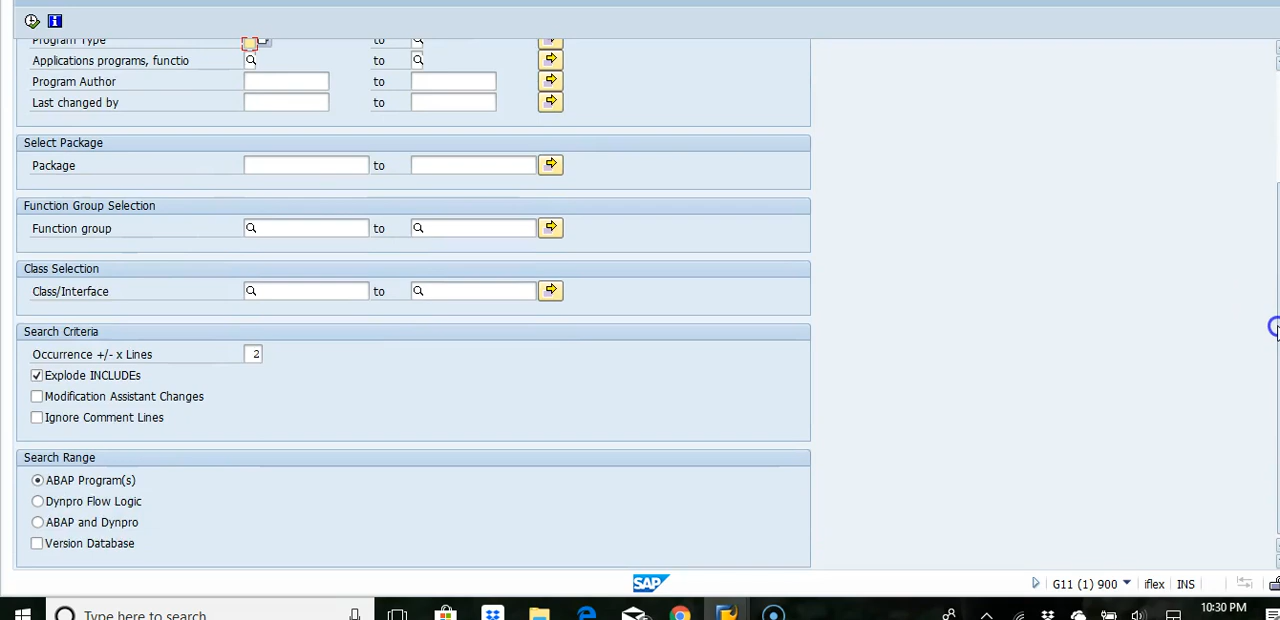 Program Type to
Applications programs, functio to
Program Author to
Last changed by to
Select Package
Package to
Function Group Selection
Function group to
Class Selection
Class/Interface to
Search Criteria
Occurrence +/- x Lines 2
Explode INCLUDEs
Modification Assistant Changes
Ignore Comment Lines
Search Range
ABAP Program(s)
Dynpro Flow Logic
ABAP and Dynpro
Version Database
SAP G11 (1) 900 iflex INS
Type here to search 10:30 PM